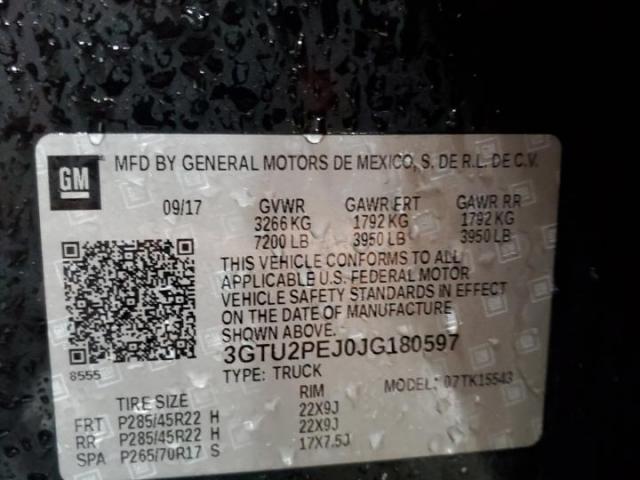 GM MFD BY GENERAL MOTORS DE MEXICO, S. DE R.L. DE C.V.
09/17 GVWR GAWR FRT GAWR RR
3266 KG 1792 KG 1792 KG
7200 LB 3950 LB 3950 LB
THIS VEHICLE CONFORMS TO ALL
APPLICABLE U.S. FEDERAL MOTOR
VEHICLE SAFETY STANDARDS IN EFFECT
ON THE DATE OF MANUFACTURE
SHOWN ABOVE.
3GTU2PEJ0JG180597
8555 TYPE: TRUCK MODEL: 07TK15543
TIRE SIZE RIM
FRT P285/45R22 H 22X9J
RR P285/45R22 H 22X9J
SPA P265/70R17 S 17X7.5J